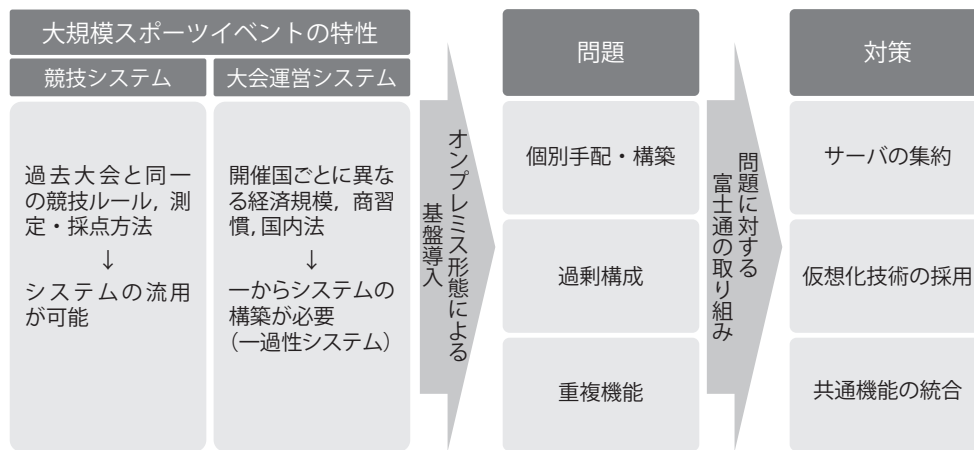 大規模スポーツイベントの特性
競技システム
大会運営システム
過去大会と同一
の競技ルール，測
定・採点方法
↓
システムの流用
が可能
開催国ごとに異な
る経済規模，商習
慣，国内法
↓
一からシステムの
構築が必要
（一過性システム）
オンプレミス形態による
基盤導入
問題
個別手配・構築
過剰構成
重複機能
問題に対する
富士通の取り組み
対策
サーバの集約
仮想化技術の採用
共通機能の統合